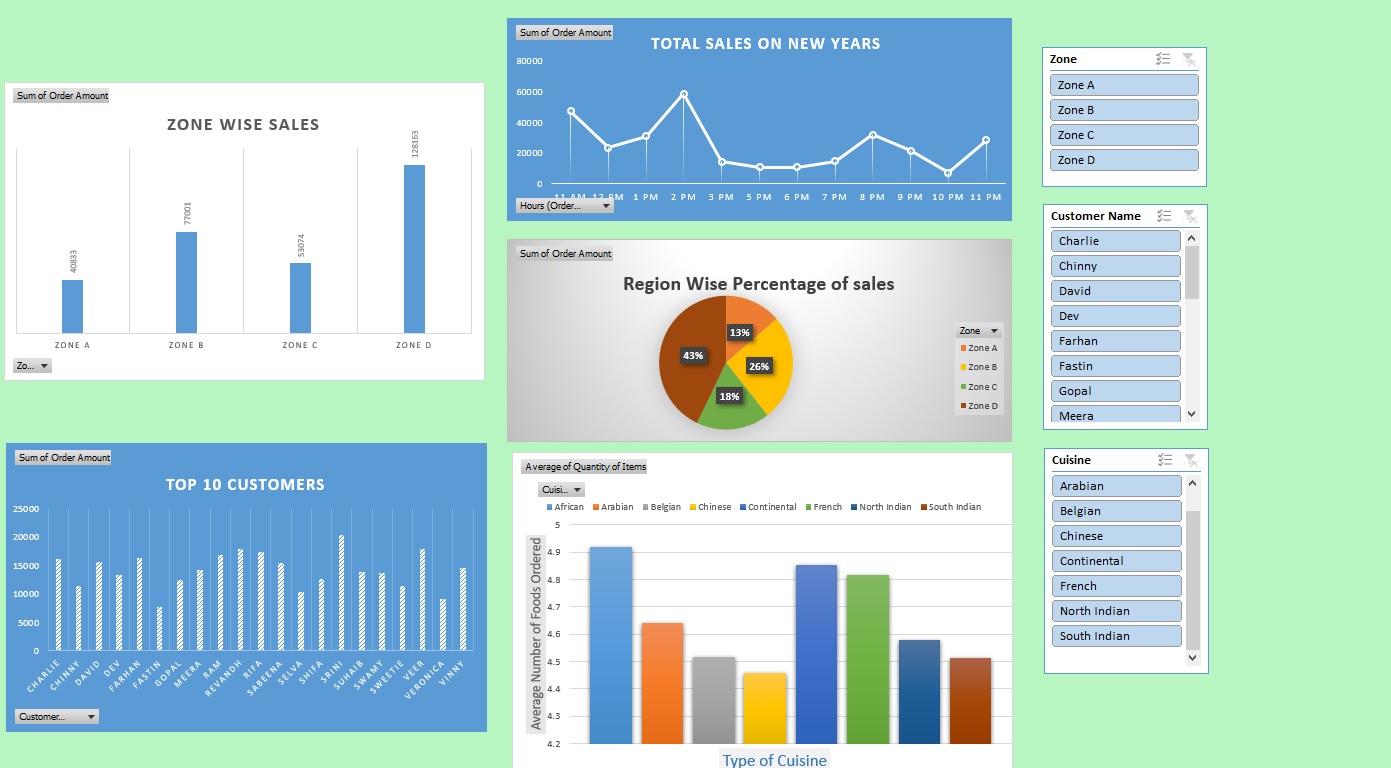 Sum of Order Amount
ZONE WISE SALES
40833
77001
53074
128163
ZONE A ZONE B ZONE C ZONE D
Zo...
Sum of Order Amount
TOP 10 CUSTOMERS
25000
20000
15000
10000
5000
0
CHARLIE CHINNY DAVID DEV FARHAN FASTIN GOPAL MEERA RAM REVANDH RIFA SABEENA SELVA SHIFA SRINI SUHAIB SWAMY SWEETIE VEER VERONICA VINNY
Customer...
Sum of Order Amount
TOTAL SALES ON NEW YEARS
80000
60000
40000
20000
0
11 AM 12 PM 1 PM 2 PM 3 PM 5 PM 6 PM 7 PM 8 PM 9 PM 10 PM 11 PM
Hours (Order...
Sum of Order Amount
Region Wise Percentage of sales
13%
43%
26%
18%
Zone
Zone A
Zone B
Zone C
Zone D
Average of Quantity of Items
Cuisi...
African Arabian Belgian Chinese Continental French North Indian South Indian
Average Number of Foods Ordered
5
4.9
4.8
4.7
4.6
4.5
4.4
4.3
4.2
Type of Cuisine
Zone
Zone A
Zone B
Zone C
Zone D
Customer Name
Charlie
Chinny
David
Dev
Farhan
Fastin
Gopal
Meera
Cuisine
Arabian
Belgian
Chinese
Continental
French
North Indian
South Indian